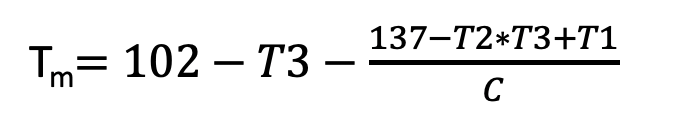 Tₘ= 102 − T3 − (137−T2*T3+T1)/C